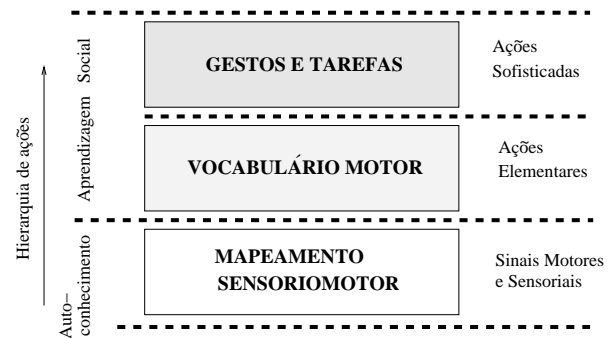 Hierarquia de ações
Aprendizagem Social
Auto–
conhecimento
GESTOS E TAREFAS
Ações
Sofisticadas
VOCABULÁRIO MOTOR
Ações
Elementares
MAPEAMENTO
SENSORIOMOTOR
Sinais Motores
e Sensoriais